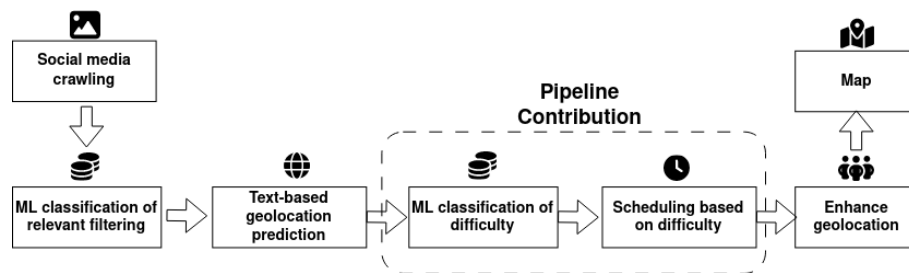 Social media
crawling
ML classification of
relevant filtering
Text-based
geolocation
prediction
Pipeline
Contribution
ML classification of
difficulty
Scheduling based
on difficulty
Enhance
geolocation
Map